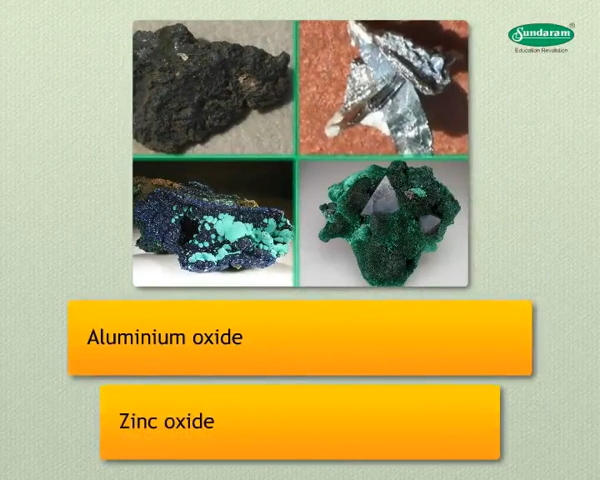 Sundaram
®
Education Revolution
Aluminium oxide
Zinc oxide